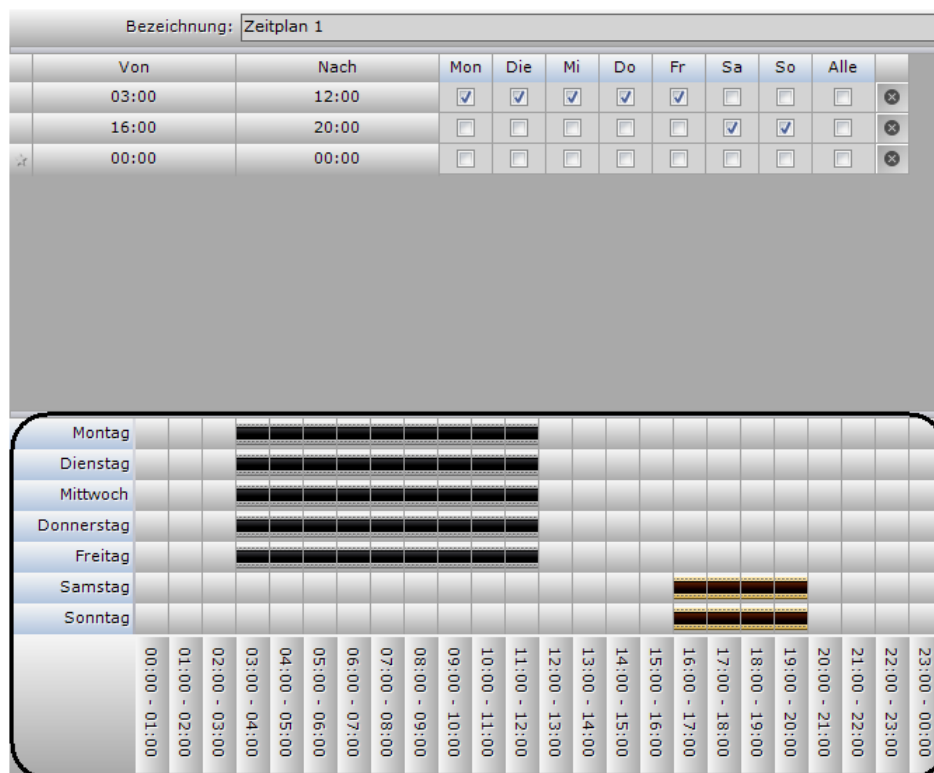 Bezeichnung: Zeitplan 1
Von Nach Mon Die Mi Do Fr Sa So Alle
03:00 12:00
16:00 20:00
00:00 00:00
Montag
Dienstag
Mittwoch
Donnerstag
Freitag
Samstag
Sonntag
00:00 - 01:00
01:00 - 02:00
02:00 - 03:00
03:00 - 04:00
04:00 - 05:00
05:00 - 06:00
06:00 - 07:00
07:00 - 08:00
08:00 - 09:00
09:00 - 10:00
10:00 - 11:00
11:00 - 12:00
12:00 - 13:00
13:00 - 14:00
14:00 - 15:00
15:00 - 16:00
16:00 - 17:00
17:00 - 18:00
18:00 - 19:00
19:00 - 20:00
20:00 - 21:00
21:00 - 22:00
22:00 - 23:00
23:00 - 00:00